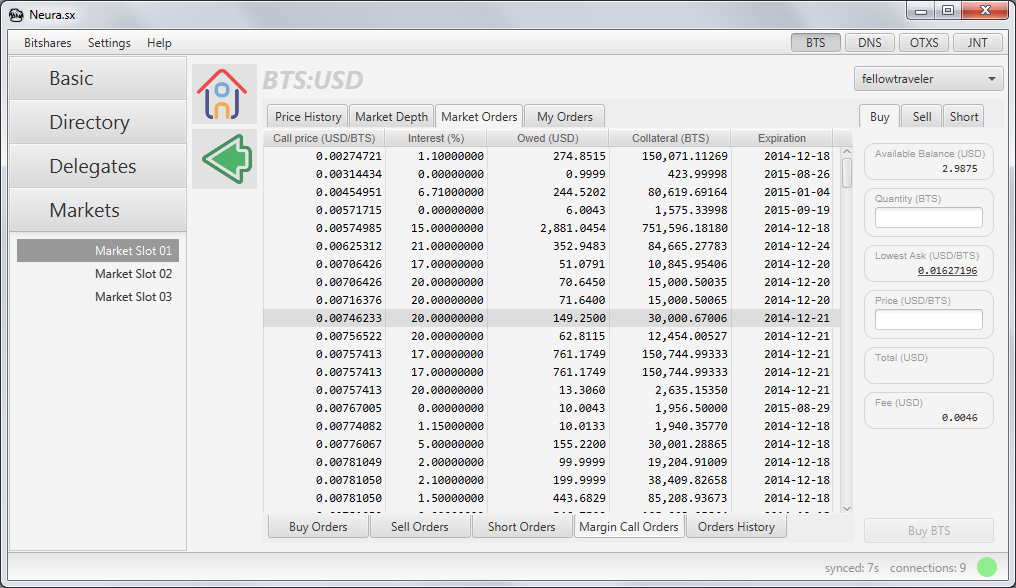 Neura.sx
Bitshares Settings Help BTS DNS OTXS JNT
Basic
Directory
Delegates
Markets
Market Slot 01
Market Slot 02
Market Slot 03
BTS:USD
fellowtraveler
Price History Market Depth Market Orders My Orders
Call price (USD/BTS) Interest (%) Owed (USD) Collateral (BTS) Expiration
0.00274721 1.10000000 274.8515 150,071.11269 2014-12-18
0.00314434 0.00000000 0.9999 423.99998 2015-08-26
0.00454951 6.71000000 244.5202 80,619.69164 2015-01-04
0.00571715 0.00000000 6.0043 1,575.33998 2015-09-19
0.00574985 15.00000000 2,881.0454 751,596.18180 2014-12-18
0.00625312 21.00000000 352.9483 84,665.27783 2014-12-24
0.00706426 17.00000000 51.0791 10,845.95406 2014-12-20
0.00706426 20.00000000 70.6450 15,000.50035 2014-12-20
0.00716376 20.00000000 71.6400 15,000.50065 2014-12-20
0.00746233 20.00000000 149.2500 30,000.67006 2014-12-21
0.00756522 20.00000000 62.8115 12,454.00527 2014-12-21
0.00757413 17.00000000 761.1749 150,744.99333 2014-12-21
0.00757413 17.00000000 761.1749 150,744.99333 2014-12-21
0.00757413 20.00000000 13.3060 2,635.15350 2014-12-21
0.00767005 0.00000000 10.0043 1,956.50000 2015-08-29
0.00774082 1.15000000 10.0133 1,940.35770 2014-12-18
0.00776067 5.00000000 155.2200 30,001.28865 2014-12-18
0.00781049 2.00000000 99.9999 19,204.91009 2014-12-18
0.00781050 2.10000000 199.9999 38,409.82658 2014-12-18
0.00781050 1.50000000 443.6829 85,208.93673 2014-12-18
Buy Orders Sell Orders Short Orders Margin Call Orders Orders History
Buy Sell Short
Available Balance (USD)
2.9875
Quantity (BTS)
Lowest Ask (USD/BTS)
0.01627196
Price (USD/BTS)
Total (USD)
Fee (USD)
0.0046
Buy BTS
synced: 7s connections: 9